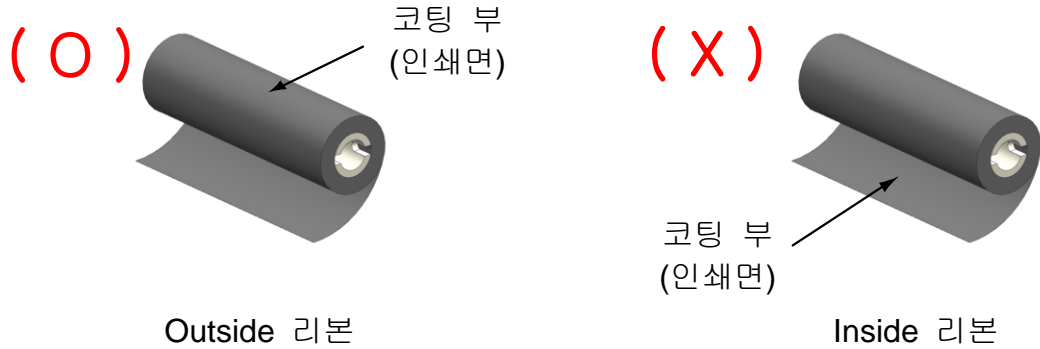 ( O )
코팅 부
(인쇄면)
Outside 리본
( X )
코팅 부
(인쇄면)
Inside 리본